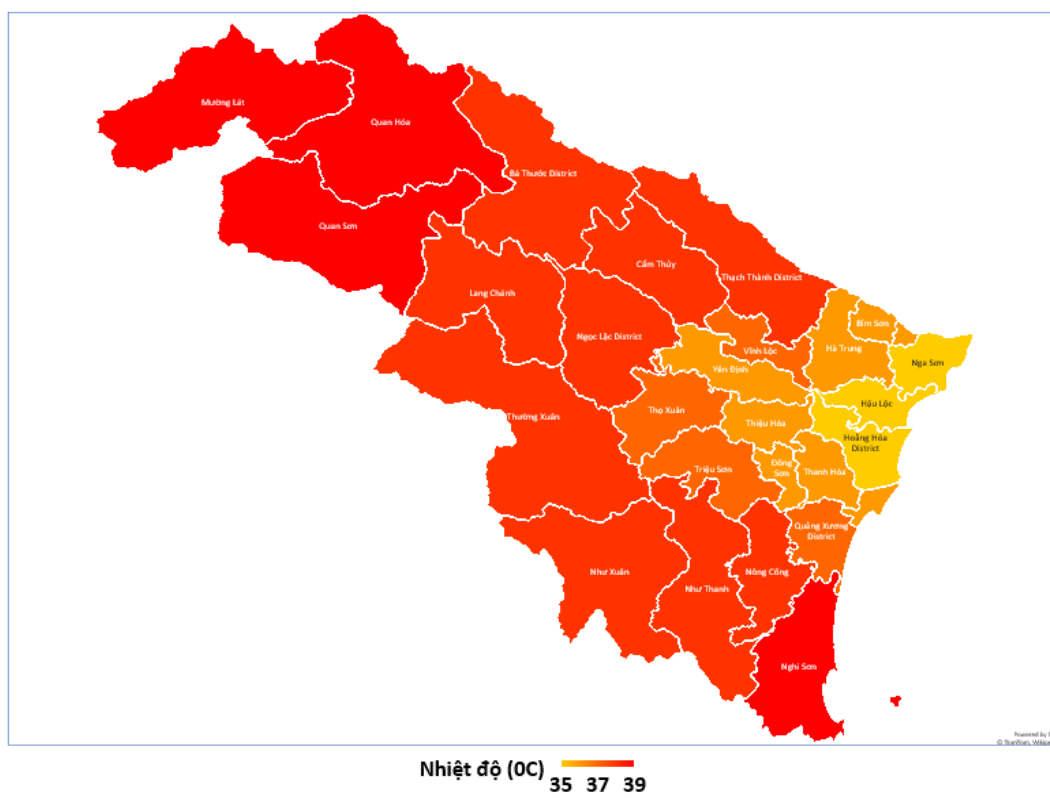 Mường Lát
Quan Hóa
Bá Thước District
Quan Sơn
Cẩm Thủy
Thạch Thành District
Lang Chánh
Bỉm Sơn
Ngọc Lặc District
Vĩnh Lộc
Hà Trung
Nga Sơn
Yên Định
Hậu Lộc
Thường Xuân
Thọ Xuân
Thiệu Hóa
Hoằng Hóa
District
Triệu Sơn
Đông
Sơn
Thanh Hóa
Quảng Xương
District
Như Xuân
Như Thanh
Nông Cống
Nghi Sơn
Powered by
© TomTom,
Nhiệt độ (0C)
35 37 39